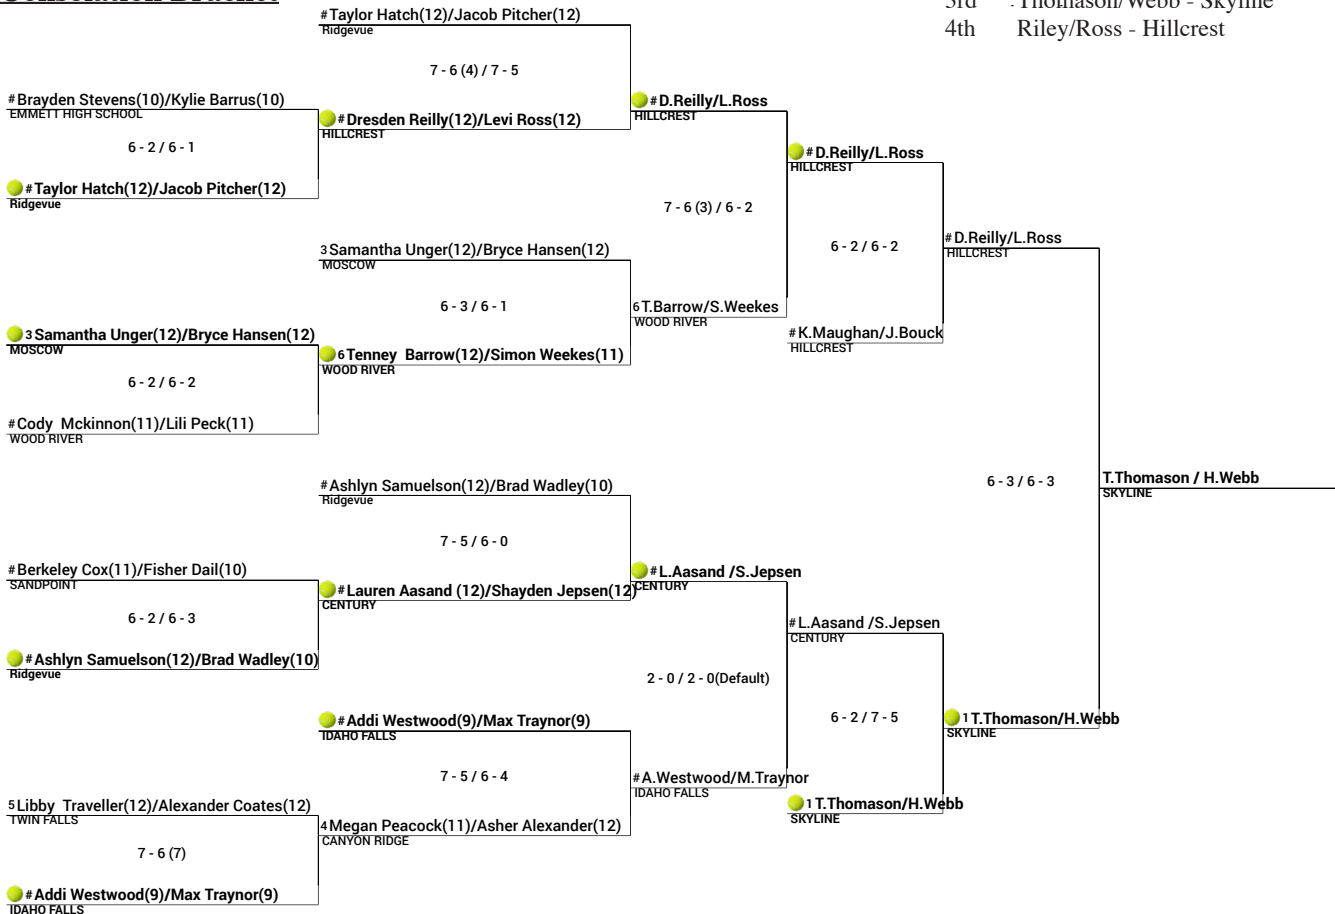 Consolation Bracket
3rd Thomason/Webb - Skyline
4th Riley/Ross - Hillcrest
# Taylor Hatch(12)/Jacob Pitcher(12)
Ridgevue
7 - 6 (4) / 7 - 5
# Brayden Stevens(10)/Kylie Barrus(10)
EMMETT HIGH SCHOOL
6 - 2 / 6 - 1
# Taylor Hatch(12)/Jacob Pitcher(12)
Ridgevue
# Dresden Reilly(12)/Levi Ross(12)
HILLCREST
# D.Reilly/L.Ross
HILLCREST
7 - 6 (3) / 6 - 2
# D.Reilly/L.Ross
HILLCREST
6 - 2 / 6 - 2
# D.Reilly/L.Ross
HILLCREST
3 Samantha Unger(12)/Bryce Hansen(12)
MOSCOW
6 - 3 / 6 - 1
6 T.Barrow/S.Weekes
WOOD RIVER
# K.Maughan/J.Bouck
HILLCREST
3 Samantha Unger(12)/Bryce Hansen(12)
MOSCOW
6 - 2 / 6 - 2
# Cody Mckinnon(11)/Lili Peck(11)
WOOD RIVER
6 Tenney Barrow(12)/Simon Weekes(11)
WOOD RIVER
6 - 3 / 6 - 3
T.Thomason / H.Webb
SKYLINE
# Ashlyn Samuelson(12)/Brad Wadley(10)
Ridgevue
7 - 5 / 6 - 0
# Berkeley Cox(11)/Fisher Dail(10)
SANDPOINT
6 - 2 / 6 - 3
# Ashlyn Samuelson(12)/Brad Wadley(10)
Ridgevue
# Lauren Aasand (12)/Shayden Jepsen(12)
CENTURY
# L.Aasand /S.Jepsen
CENTURY
2 - 0 / 2 - 0(Default)
# L.Aasand /S.Jepsen
CENTURY
6 - 2 / 7 - 5
1 T.Thomason/H.Webb
SKYLINE
# Addi Westwood(9)/Max Traynor(9)
IDAHO FALLS
7 - 5 / 6 - 4
# A.Westwood/M.Traynor
IDAHO FALLS
1 T.Thomason/H.Webb
SKYLINE
5 Libby Traveller(12)/Alexander Coates(12)
TWIN FALLS
7 - 6 (7)
4 Megan Peacock(11)/Asher Alexander(12)
CANYON RIDGE
# Addi Westwood(9)/Max Traynor(9)
IDAHO FALLS